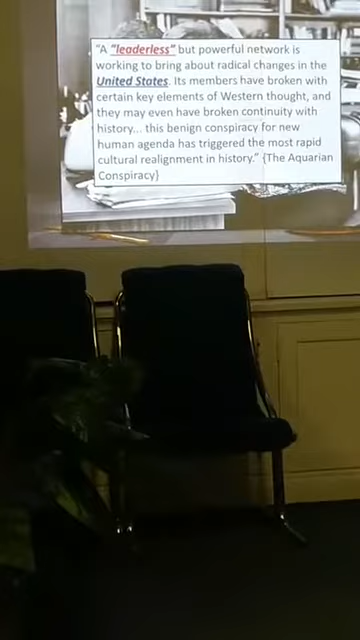 "A "leaderless" but powerful network is
working to bring about radical changes in the
United States. Its members have broken with
certain key elements of Western thought, and
they may even have broken continuity with
history... this benign conspiracy for new
human agenda has triggered the most rapid
cultural realignment in history." {The Aquarian
Conspiracy}